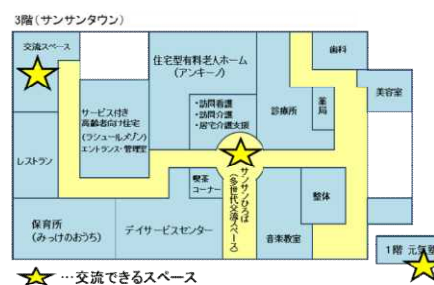 3階(サンサンタウン)
交流スペース
住宅型有料老人ホーム
(アンキーノ)
歯科
美容室
・訪問看護
・訪問介護
・居宅介護支援
診療所
薬局
サービス付き
高齢者向け住宅
(ラシュールメゾン)
エントランス・管理室
レストラン
喫茶
コーナー
サンサンひろば
(多世代交流スペース)
整体
保育所
(みっけのおうち)
デイサービスセンター
音楽教室
1階 元気塾
…交流できるスペース